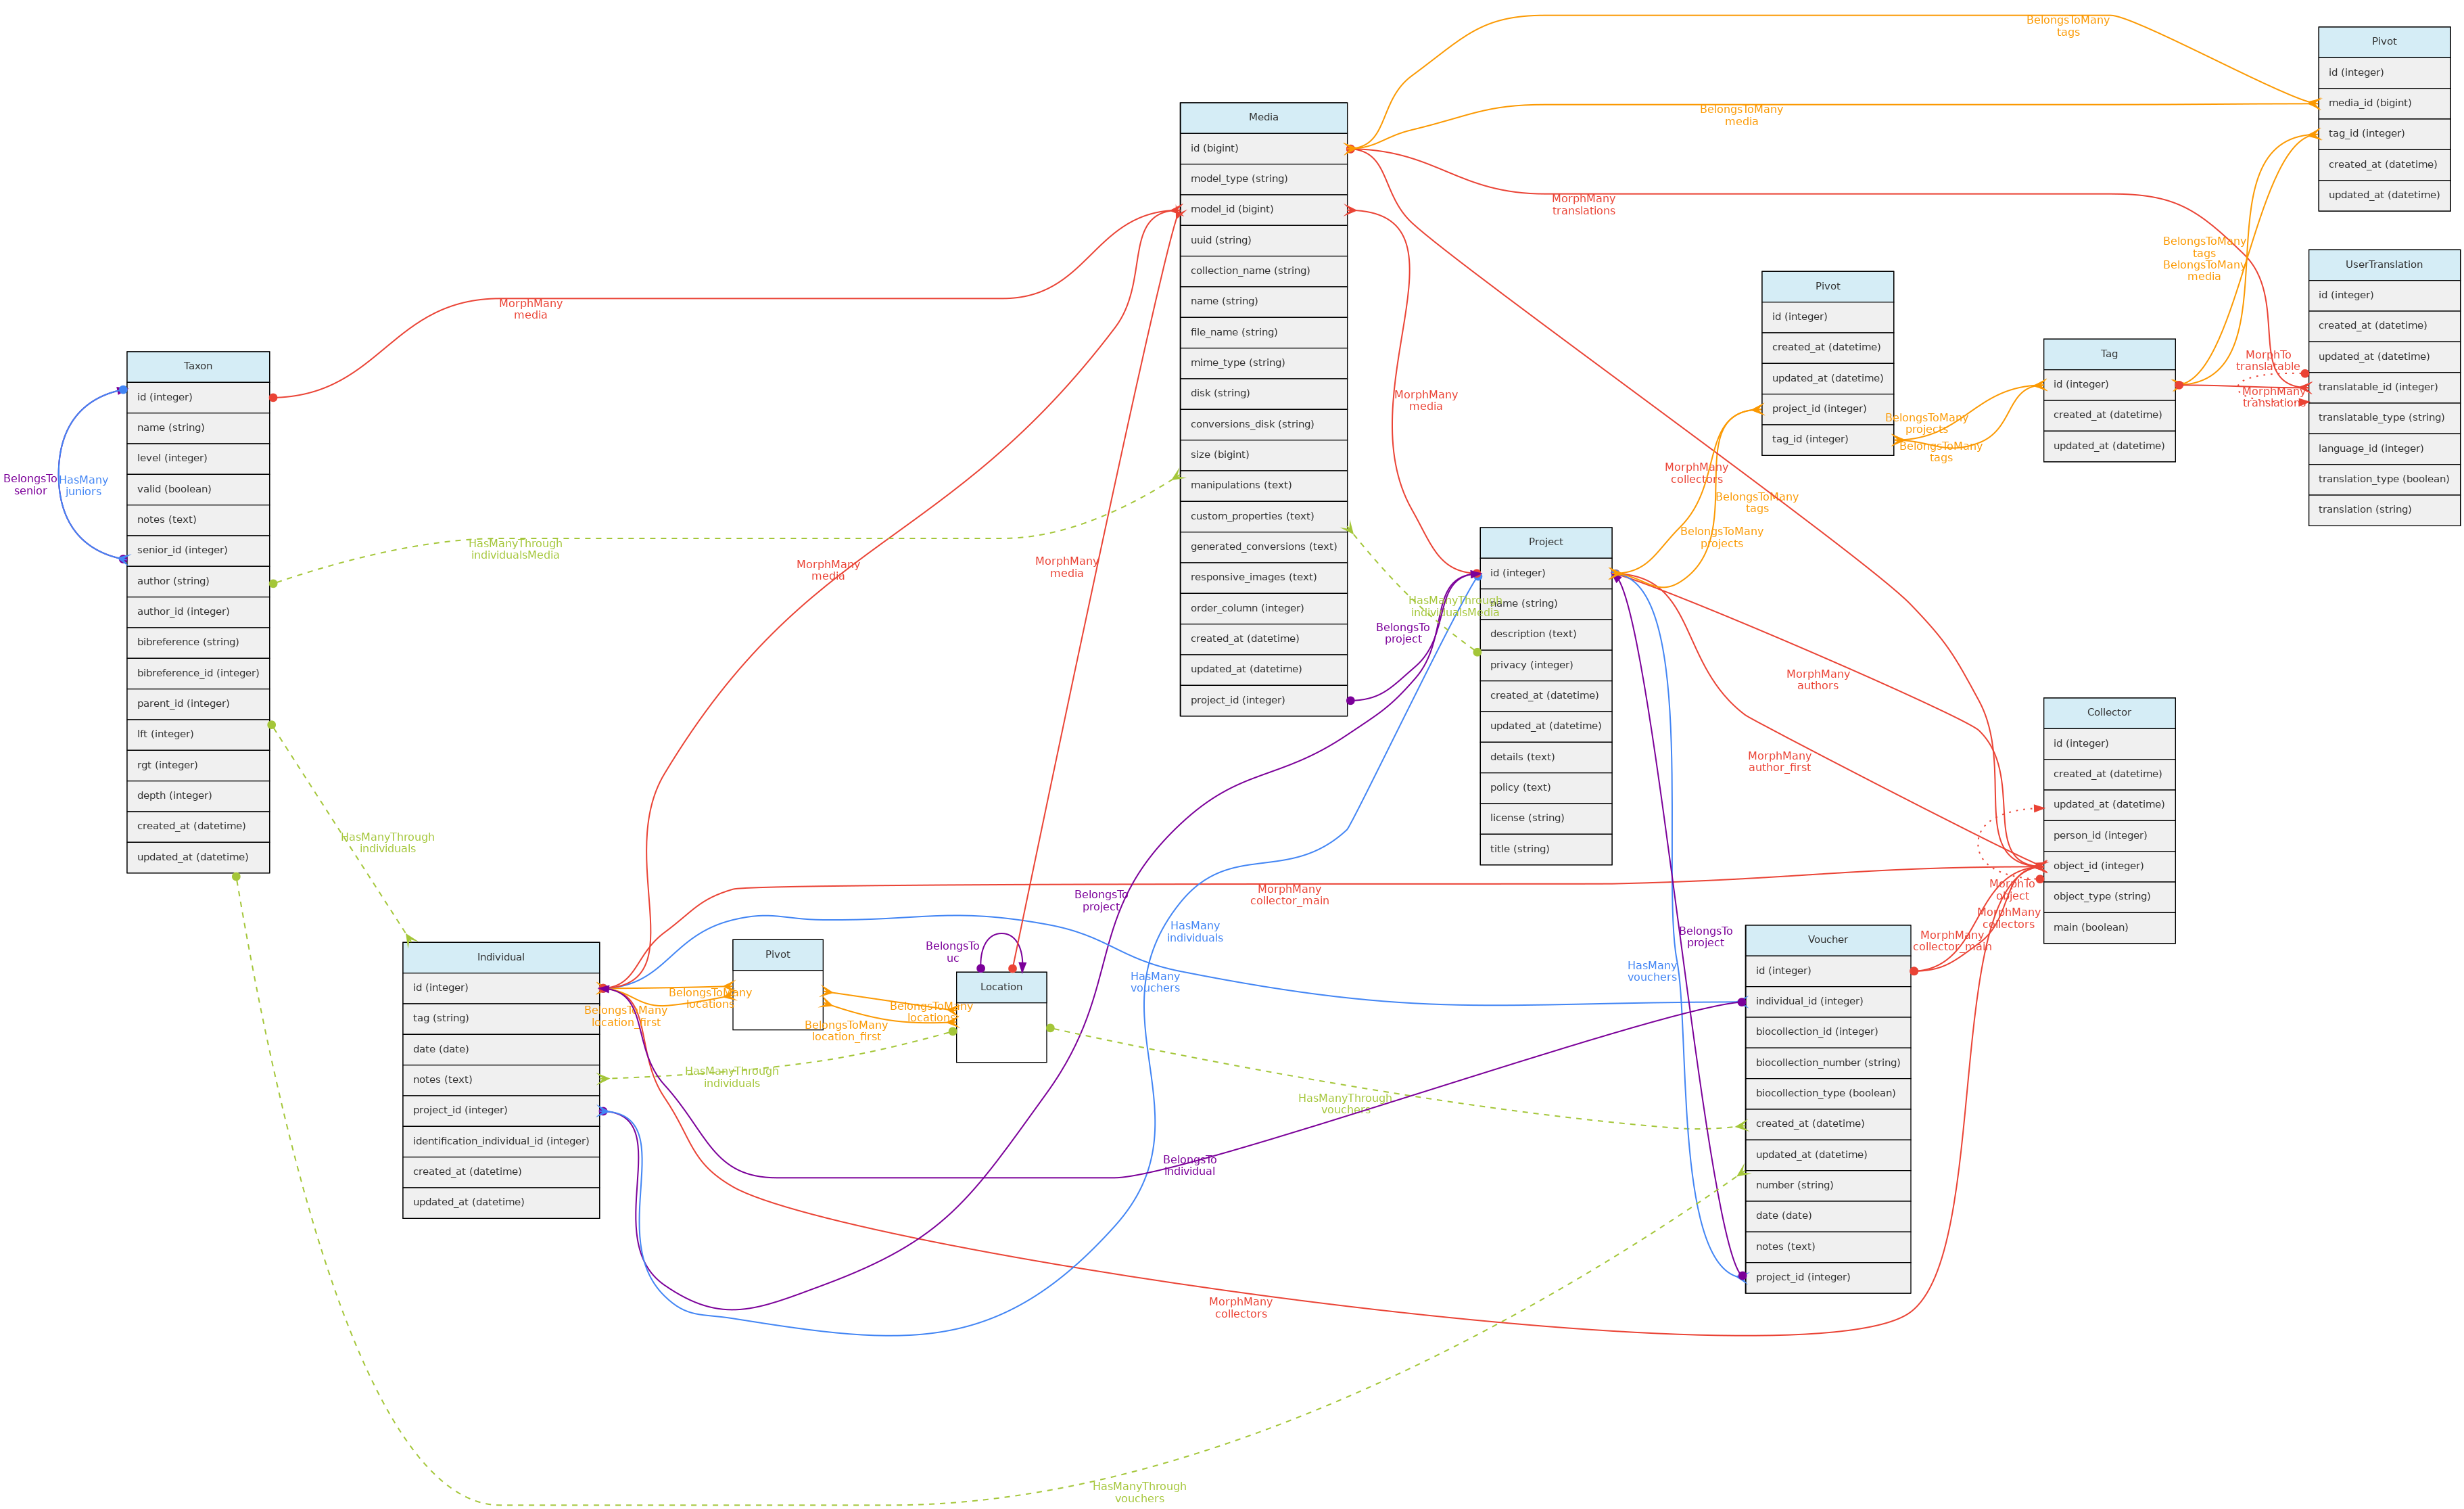 BelongsToMany
tags
Pivot
id (integer)
media_id (bigint)
tag_id (integer)
created_at (datetime)
updated_at (datetime)
BelongsToMany
media
Media
id (bigint)
model_type (string)
model_id (bigint)
uuid (string)
collection_name (string)
name (string)
file_name (string)
mime_type (string)
disk (string)
conversions_disk (string)
size (bigint)
manipulations (text)
custom_properties (text)
generated_conversions (text)
responsive_images (text)
order_column (integer)
created_at (datetime)
updated_at (datetime)
project_id (integer)
MorphMany
translations
BelongsToMany
tags
BelongsToMany
media
UserTranslation
id (integer)
created_at (datetime)
updated_at (datetime)
translatable_id (integer)
translatable_type (string)
language_id (integer)
translation_type (boolean)
translation (string)
MorphTo
translatable
MorphMany
translations
Pivot
id (integer)
created_at (datetime)
updated_at (datetime)
project_id (integer)
tag_id (integer)
Tag
id (integer)
created_at (datetime)
updated_at (datetime)
BelongsToMany
projects
BelongsToMany
tags
MorphMany
media
Taxon
id (integer)
name (string)
level (integer)
valid (boolean)
notes (text)
senior_id (integer)
author (string)
author_id (integer)
bibreference (string)
bibreference_id (integer)
parent_id (integer)
lft (integer)
rgt (integer)
depth (integer)
created_at (datetime)
updated_at (datetime)
BelongsTo
senior
HasMany
juniors
MorphMany
media
MorphMany
collectors
BelongsToMany
tags
BelongsToMany
projects
HasManyThrough
individualsMedia
MorphMany
media
MorphMany
media
Project
id (integer)
name (string)
description (text)
privacy (integer)
created_at (datetime)
updated_at (datetime)
details (text)
policy (text)
license (string)
title (string)
HasManyThrough
individualsMedia
BelongsTo
project
MorphMany
authors
MorphMany
author_first
Collector
id (integer)
created_at (datetime)
updated_at (datetime)
person_id (integer)
object_id (integer)
object_type (string)
main (boolean)
MorphTo
object
MorphMany
collectors
MorphMany
collector_main
HasManyThrough
individuals
MorphMany
collector_main
BelongsTo
project
HasMany
individuals
BelongsTo
project
HasMany
vouchers
HasMany
vouchers
Individual
id (integer)
tag (string)
date (date)
notes (text)
project_id (integer)
identification_individual_id (integer)
created_at (datetime)
updated_at (datetime)
Pivot
BelongsTo
uc
Location
BelongsToMany
locations
BelongsToMany
location_first
BelongsToMany
locations
BelongsToMany
location_first
HasManyThrough
individuals
HasManyThrough
vouchers
Voucher
id (integer)
individual_id (integer)
biocollection_id (integer)
biocollection_number (string)
biocollection_type (boolean)
created_at (datetime)
updated_at (datetime)
number (string)
date (date)
notes (text)
project_id (integer)
BelongsTo
individual
MorphMany
collectors
HasManyThrough
vouchers